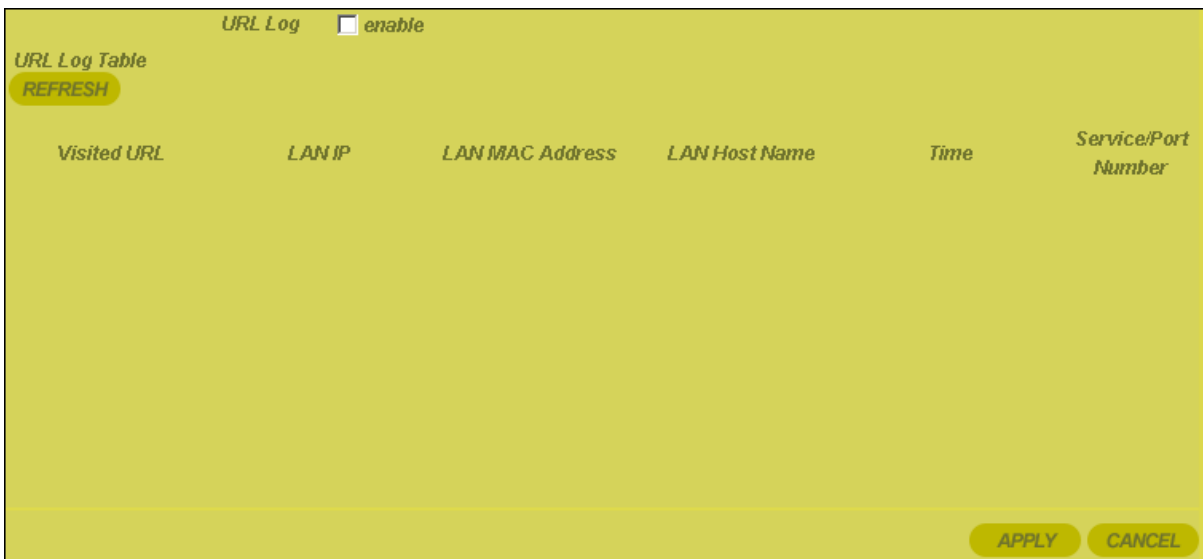 URL Log enable
URL Log Table
REFRESH
Visited URL LAN IP LAN MAC Address LAN Host Name Time Service/Port Number
APPLY CANCEL